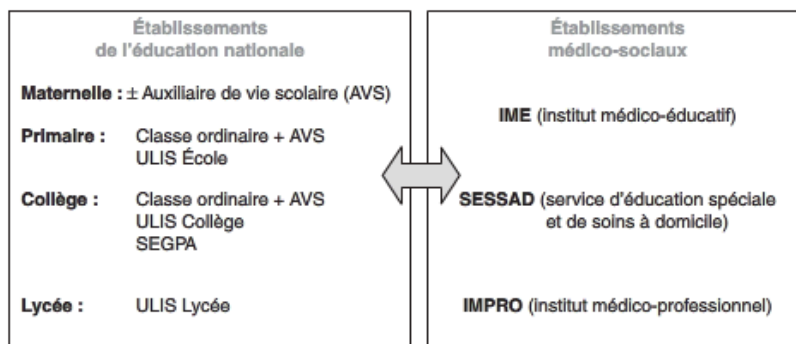 Établissements
de l'éducation nationale
Maternelle : ± Auxiliaire de vie scolaire (AVS)
Primaire : Classe ordinaire + AVS
ULIS École
Collège : Classe ordinaire + AVS
ULIS Collège
SEGPA
Lycée : ULIS Lycée
Établissements
médico-sociaux
IME (institut médico-éducatif)
SESSAD (service d'éducation spéciale
et de soins à domicile)
IMPRO (institut médico-professionnel)